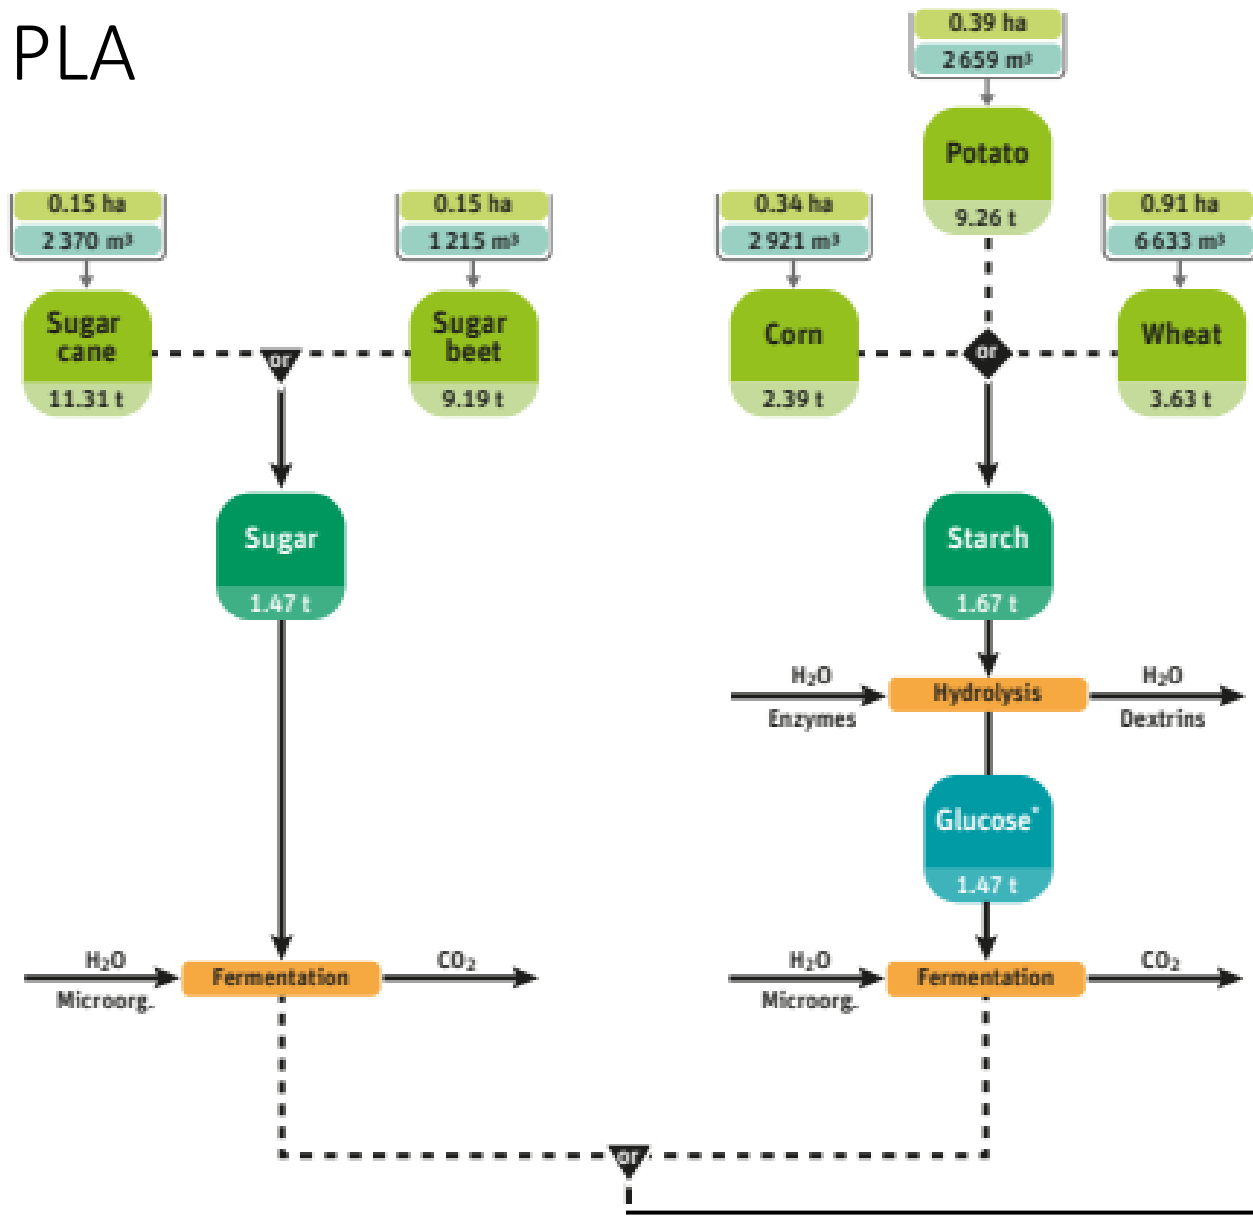 PLA
0.39 ha
2 659 m³
Potato
9.26 t
0.15 ha
2 370 m³
Sugar
cane
11.31 t
0.15 ha
1 215 m³
Sugar
beet
9.19 t
or
0.34 ha
2 921 m³
Corn
2.39 t
or
0.91 ha
6 633 m³
Wheat
3.63 t
Sugar
1.47 t
Starch
1.67 t
H₂O
Enzymes
Hydrolysis
H₂O
Dextrins
Glucose*
1.47 t
H₂O
Microorg.
Fermentation
CO₂
H₂O
Microorg.
Fermentation
CO₂
or